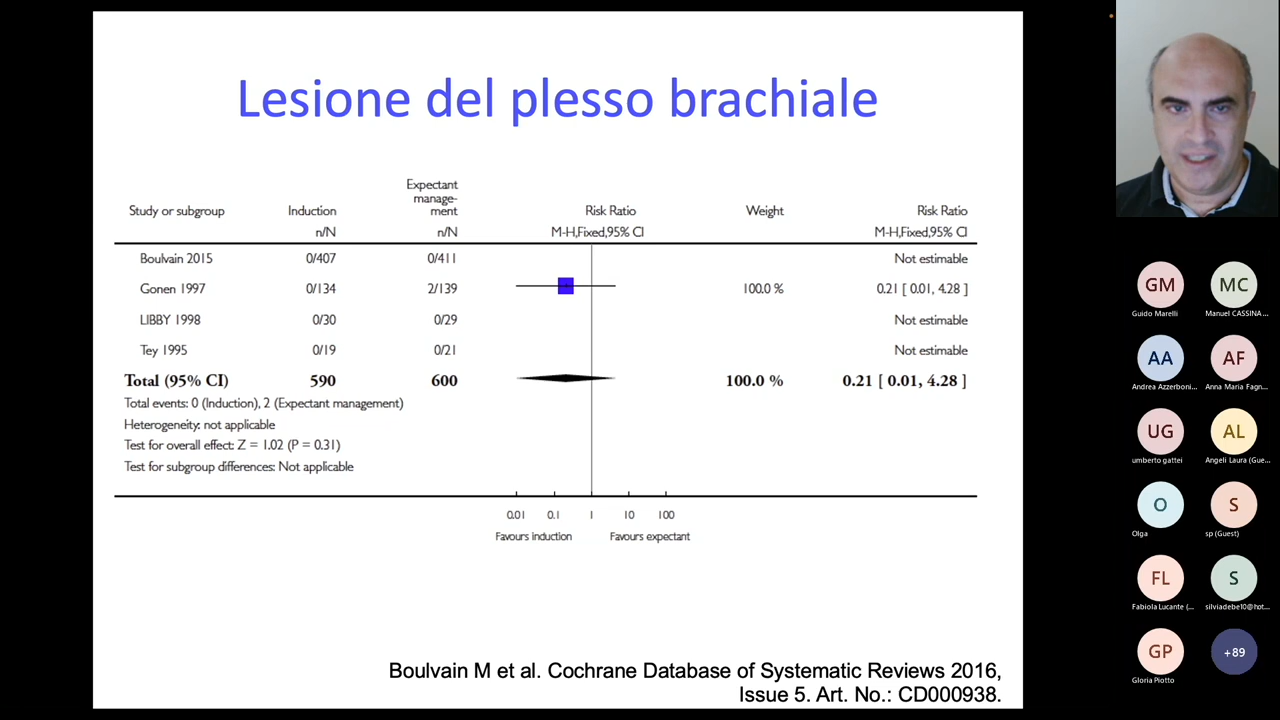 Lesione del plesso brachiale
Study or subgroup Induction Expectant manage-ment Risk Ratio Weight Risk Ratio
n/N n/N M-H,Fixed,95% CI M-H,Fixed,95% CI
Boulvain 2015 0/407 0/411 Not estimable
Gonen 1997 0/134 2/139 100.0 % 0.21 [ 0.01, 4.28 ]
LIBBY 1998 0/30 0/29 Not estimable
Tey 1995 0/19 0/21 Not estimable
Total (95% CI) 590 600 100.0 % 0.21 [ 0.01, 4.28 ]
Total events: 0 (Induction), 2 (Expectant management)
Heterogeneity: not applicable
Test for overall effect: Z = 1.02 (P = 0.31)
Test for subgroup differences: Not applicable
0.01 0.1 1 10 100
Favours induction Favours expectant
Boulvain M et al. Cochrane Database of Systematic Reviews 2016,
Issue 5. Art. No.: CD000938.
GM MC
Guido Marelli Manuel CASSINA...
AA AF
Andrea Azzerboni... Anna Maria Fagn...
UG AL
umberto gattei Angeli Laura (Gue...
O S
Olga sp (Guest)
FL S
Fabiola Lucante (... silviadebe10@hot...
GP +89
Gloria Piotto